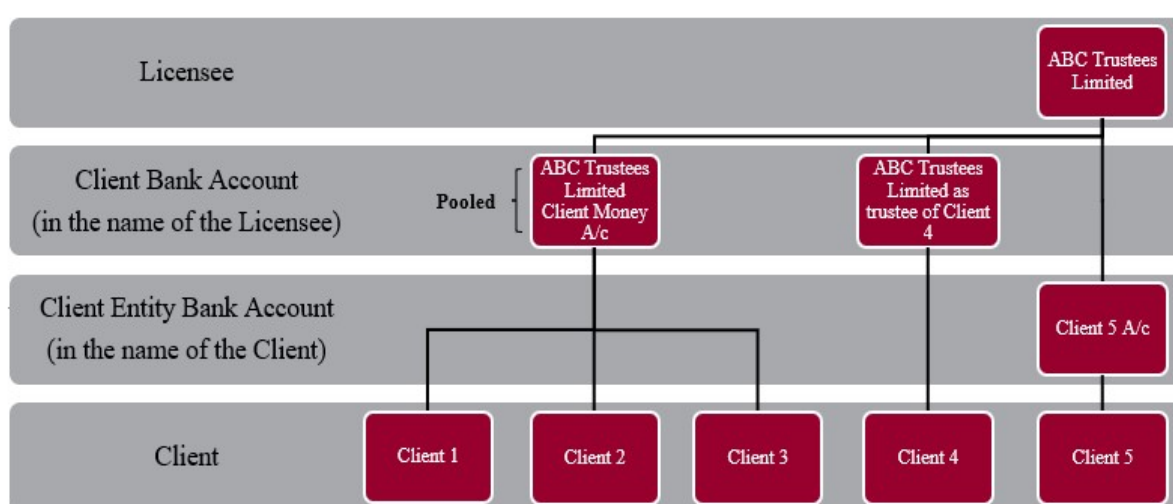 Licensee
ABC Trustees
Limited
Client Bank Account
(in the name of the Licensee)
Pooled
ABC Trustees
Limited
Client Money
A/c
ABC Trustees
Limited as
trustee of Client
4
Client Entity Bank Account
(in the name of the Client)
Client 5 A/c
Client
Client 1
Client 2
Client 3
Client 4
Client 5